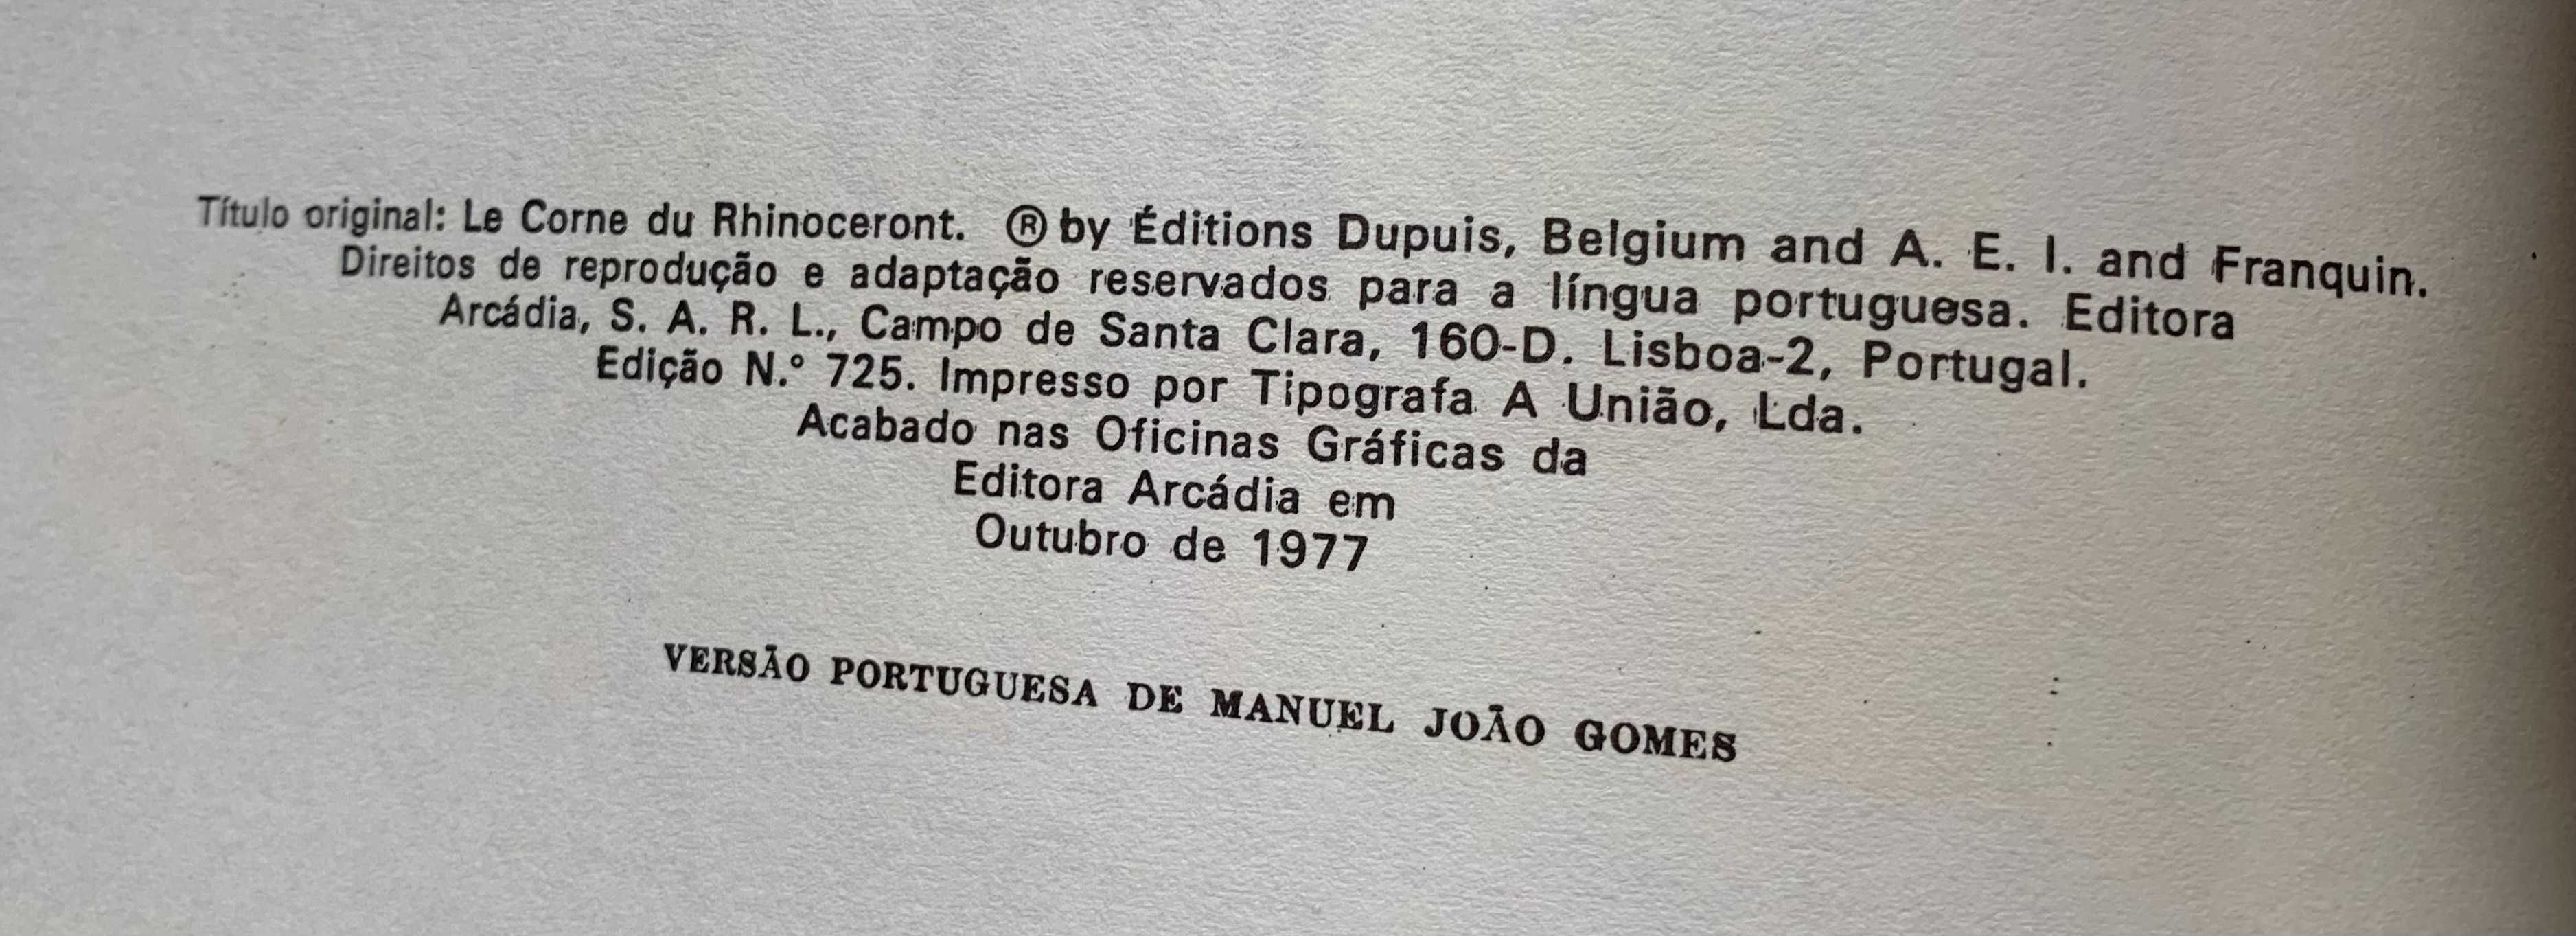 Título original: Le Corne du Rhinoceront. ® by Éditions Dupuis, Belgium and A. E. I. and Franquin.
Direitos de reprodução e adaptação reservados para a língua portuguesa. Editora
Arcádia, S. A. R. L., Campo de Santa Clara, 160-D. Lisboa-2, Portugal.
Edição N.º 725. Impresso por Tipografa A União, Lda.
Acabado nas Oficinas Gráficas da
Editora Arcádia em
Outubro de 1977
VERSÃO PORTUGUESA DE MANUEL JOÃO GOMES